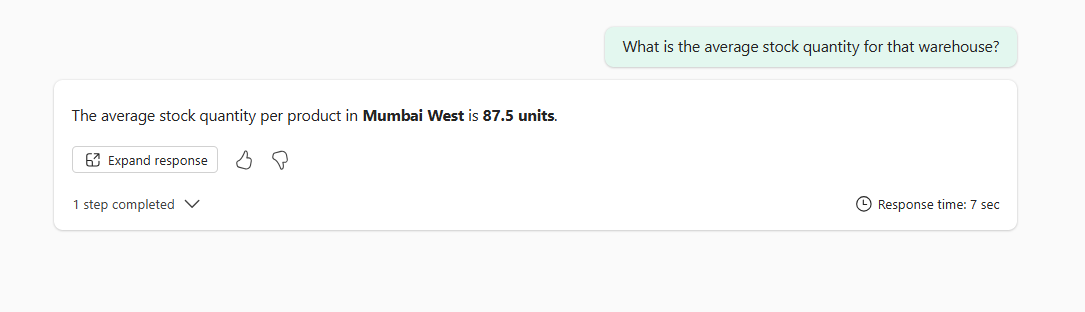 What is the average stock quantity for that warehouse?
The average stock quantity per product in Mumbai West is 87.5 units.
Expand response
1 step completed
Response time: 7 sec